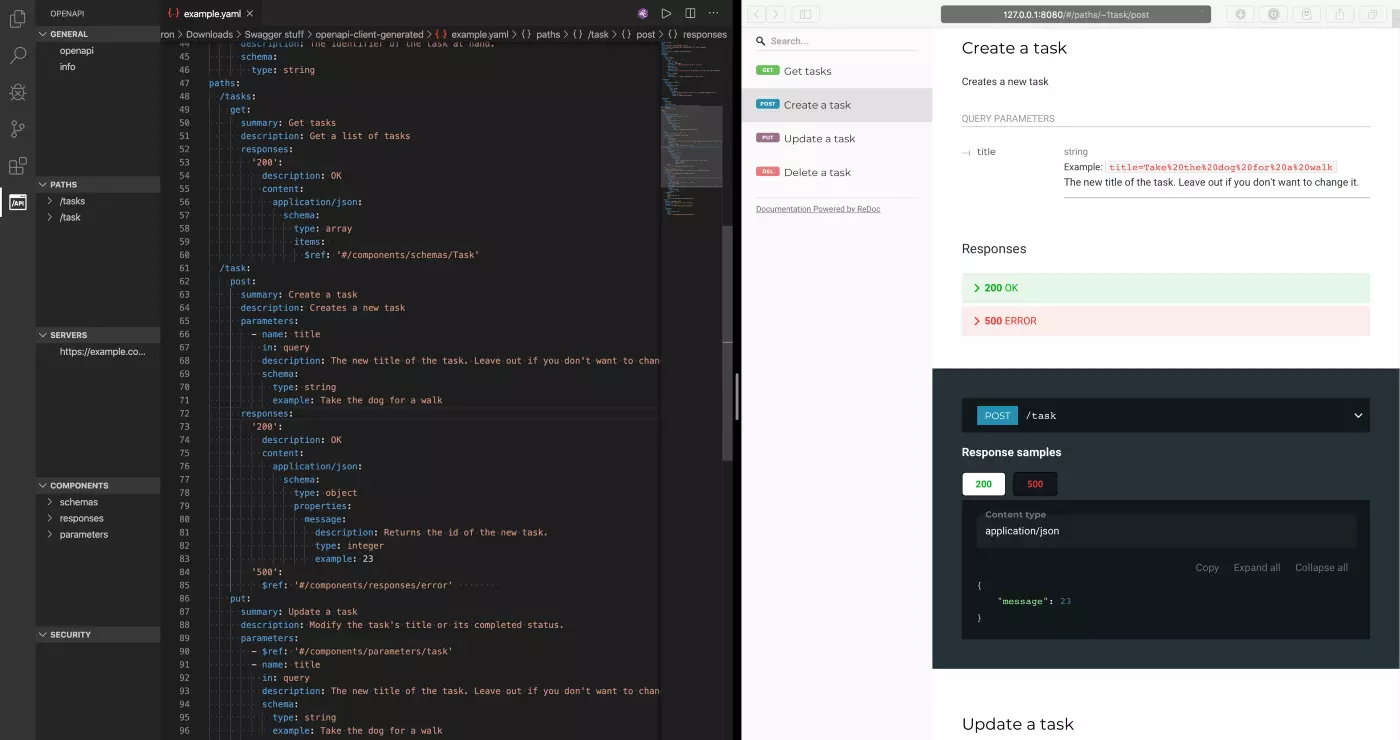 OPENAPI
GENERAL
openapi
info
PATHS
/tasks
/task
SERVERS
https://example.co...
COMPONENTS
schemas
responses
parameters
SECURITY
example.yaml
ron > Downloads > Swagger stuff > openapi-client-generated > example.yaml > {} paths > {} /task > {} post > {} responses
44 description: The identifier of the task at hand.
45 schema:
46 type: string
47 paths:
48 /tasks:
49 get:
50 summary: Get tasks
51 description: Get a list of tasks
52 responses:
53 '200':
54 description: OK
55 content:
56 application/json:
57 schema:
58 type: array
59 items:
60 $ref: '#/components/schemas/Task'
61 /task:
62 post:
63 summary: Create a task
64 description: Creates a new task
65 parameters:
66 - name: title
67 in: query
68 description: The new title of the task. Leave out if you don't want to chan
69 schema:
70 type: string
71 example: Take the dog for a walk
72 responses:
73 '200':
74 description: OK
75 content:
76 application/json:
77 schema:
78 type: object
79 properties:
80 message:
81 description: Returns the id of the new task.
82 type: integer
83 example: 23
84 '500':
85 $ref: '#/components/responses/error'
86 put:
87 summary: Update a task
88 description: Modify the task's title or its completed status.
89 parameters:
90 - $ref: '#/components/parameters/task'
91 - name: title
92 in: query
93 description: The new title of the task. Leave out if you don't want to chan
94 schema:
95 type: string
96 example: Take the dog for a walk
127.0.0.1:8080/#/paths/~1task/post
Search...
GET Get tasks
POST Create a task
PUT Update a task
DEL Delete a task
Documentation Powered by ReDoc
Create a task
Creates a new task
QUERY PARAMETERS
title
string
Example: title=Take%20the%20dog%20for%20a%20walk
The new title of the task. Leave out if you don't want to change it.
Responses
200 OK
500 ERROR
POST /task
Response samples
200 500
Content type
application/json
Copy Expand all Collapse all
{
"message": 23
}
Update a task